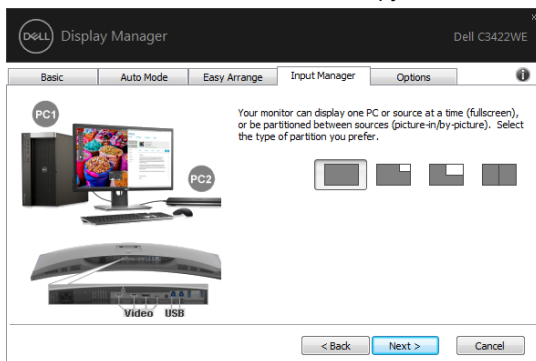 DELL Display Manager
Dell C3422WE
Basic
Auto Mode
Easy Arrange
Input Manager
Options
PC1
PC2
Video USB
Your monitor can display one PC or source at a time (fullscreen),
or be partitioned between sources (picture-in/by-picture). Select
the type of partition you prefer.
< Back
Next >
Cancel